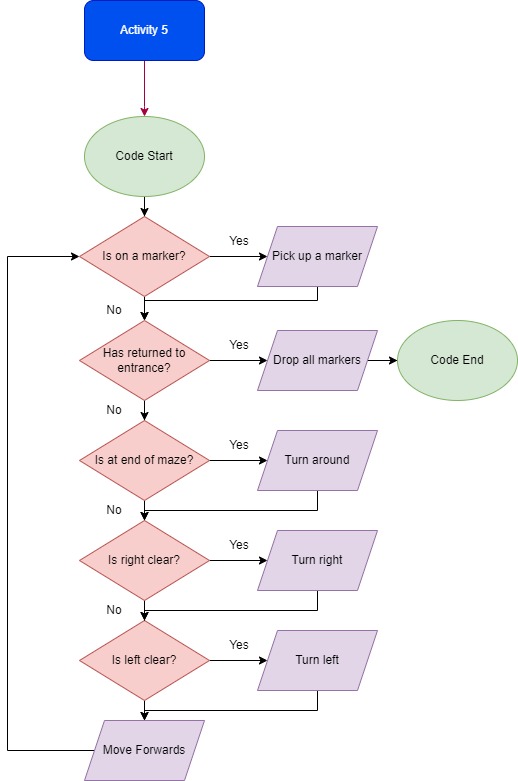 Activity 5
Code Start
Is on a marker?
Yes
Pick up a marker
No
Has returned to
entrance?
Yes
Drop all markers
Code End
No
Is at end of maze?
Yes
Turn around
No
Is right clear?
Yes
Turn right
No
Is left clear?
Yes
Turn left
Move Forwards